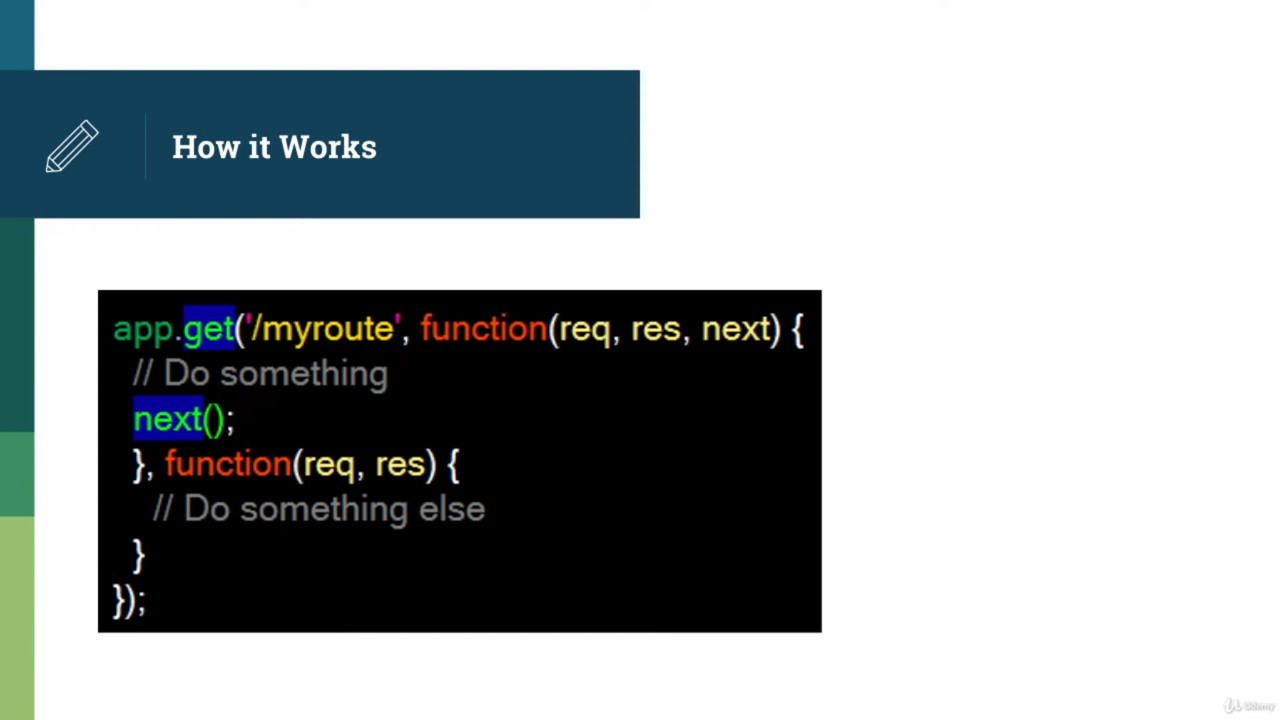 How it Works
app.get('/myroute', function(req, res, next) {
// Do something
next();
}, function(req, res) {
// Do something else
}
});
Udemy